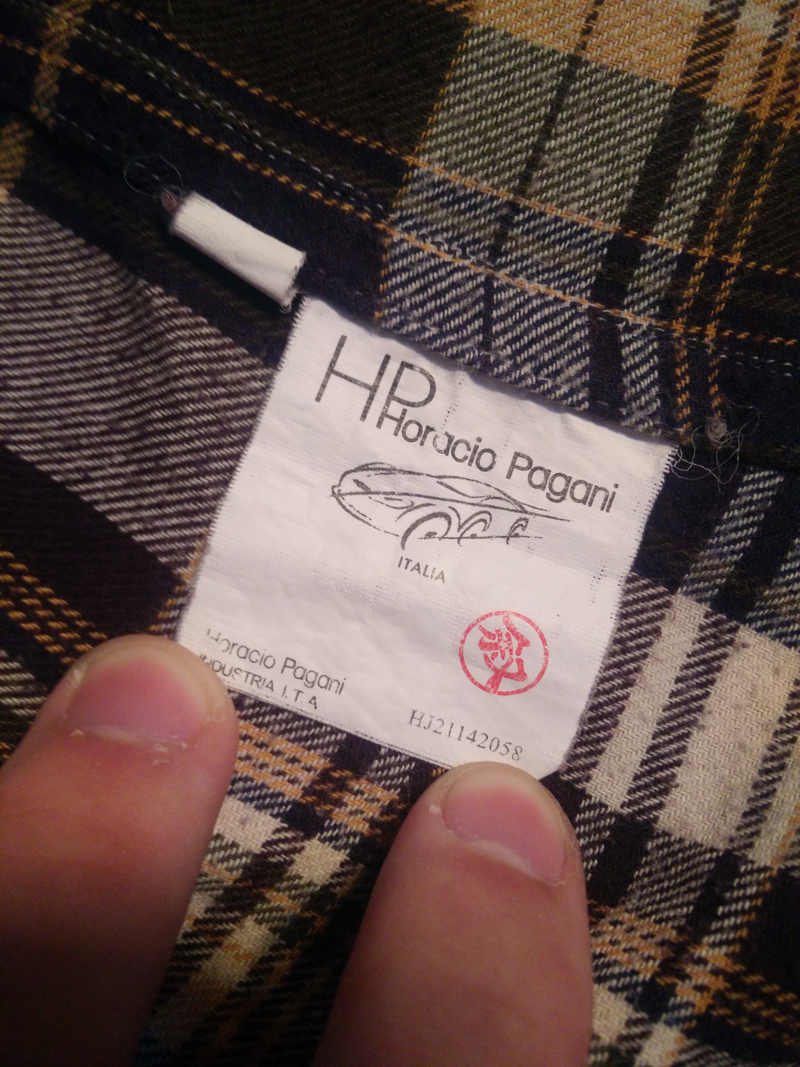 HP
Horacio Pagani
ITALIA
Horacio Pagani
INDUSTRIA I.T.A
HJ21142058